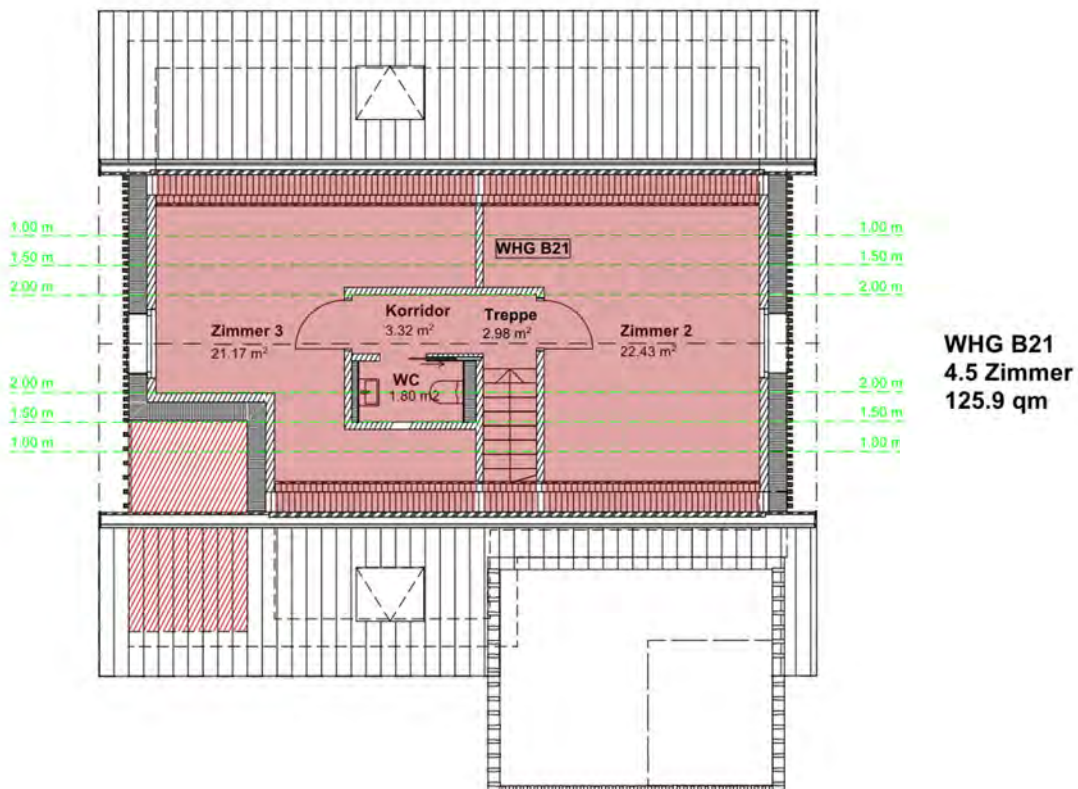 1.00 m
1.00 m
WHG B21
1.50 m
1.50 m
2.00 m
2.00 m
Korridor
3.32 m²
Treppe
2.98 m²
Zimmer 3
21.17 m²
Zimmer 2
22.43 m²
WHG B21
4.5 Zimmer
125.9 qm
WC
1.80 m2
2.00 m
2.00 m
1.50 m
1.50 m
1.00 m
1.00 m